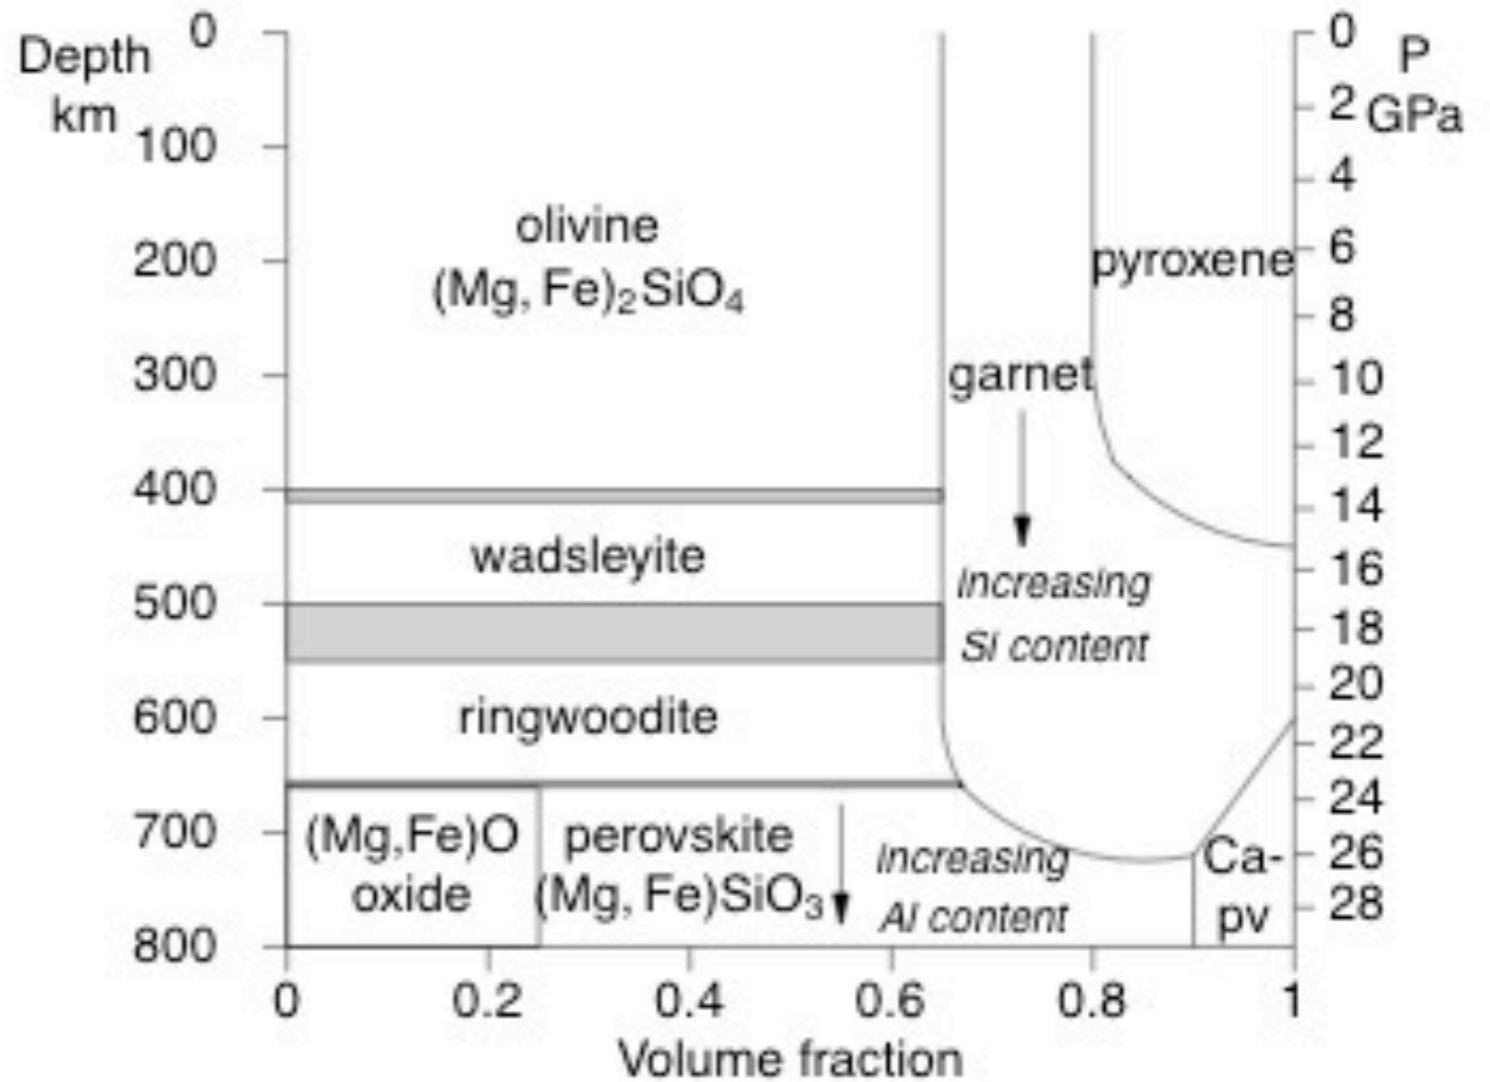 Depth
km
0
100
200
300
400
500
600
700
800
P
GPa
0
2
4
6
8
10
12
14
16
18
20
22
24
26
28
olivine
(Mg, Fe)₂SiO₄
pyroxene
garnet
wadsleyite
Increasing
Si content
ringwoodite
(Mg,Fe)O
oxide
perovskite
(Mg, Fe)SiO₃
Increasing
Al content
Ca-
pv
0 0.2 0.4 0.6 0.8 1
Volume fraction